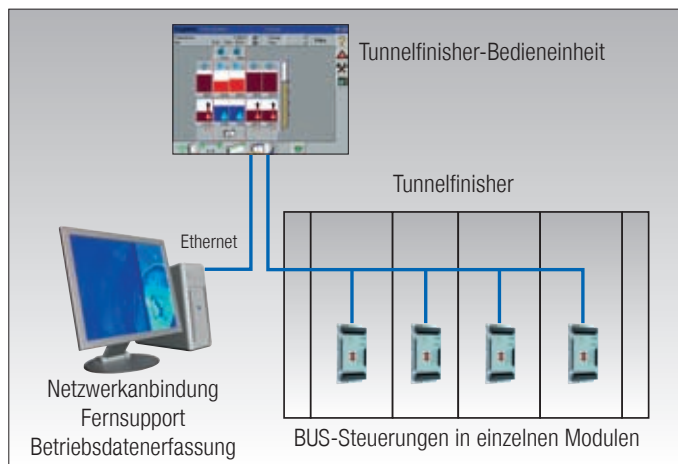 Tunnelfinisher-Bedieneinheit
Tunnelfinisher
Ethernet
Netzwerkanbindung
Fernsupport
Betriebsdatenerfassung
BUS-Steuerungen in einzelnen Modulen